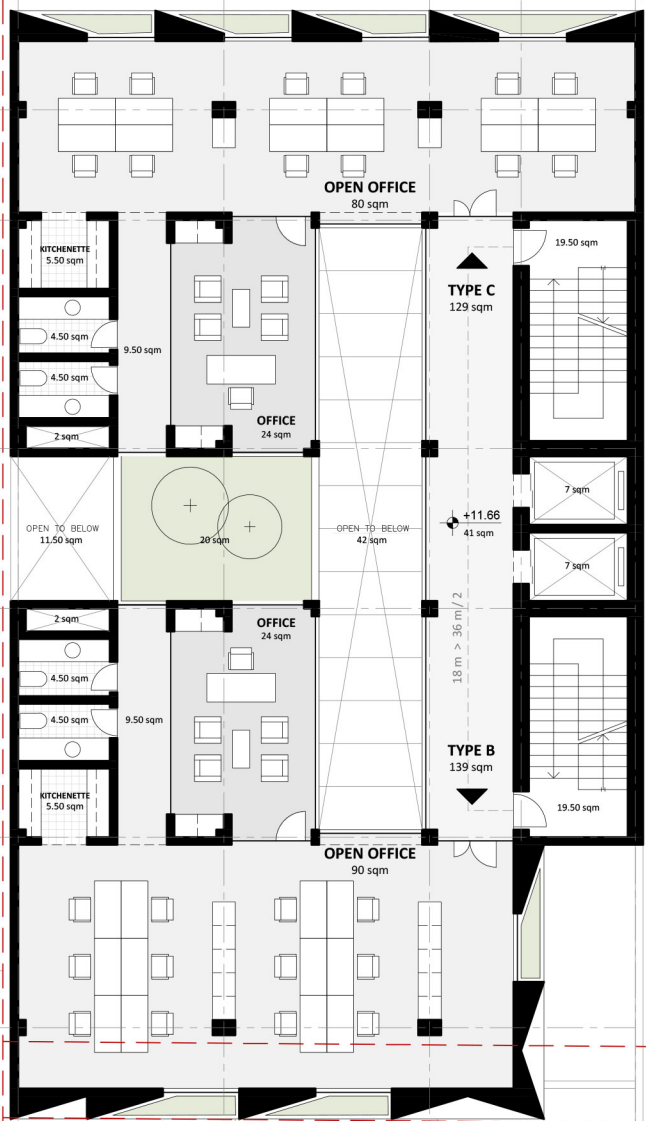 OPEN OFFICE
80 sqm
KITCHENETTE
5.50 sqm
19.50 sqm
TYPE C
129 sqm
4.50 sqm
9.50 sqm
4.50 sqm
OFFICE
24 sqm
2 sqm
7 sqm
+11.66
41 sqm
OPEN TO BELOW
11.50 sqm
20 sqm
OPEN TO BELOW
42 sqm
7 sqm
18 m > 36 m / 2
2 sqm
OFFICE
24 sqm
4.50 sqm
4.50 sqm
9.50 sqm
TYPE B
139 sqm
KITCHENETTE
5.50 sqm
19.50 sqm
OPEN OFFICE
90 sqm